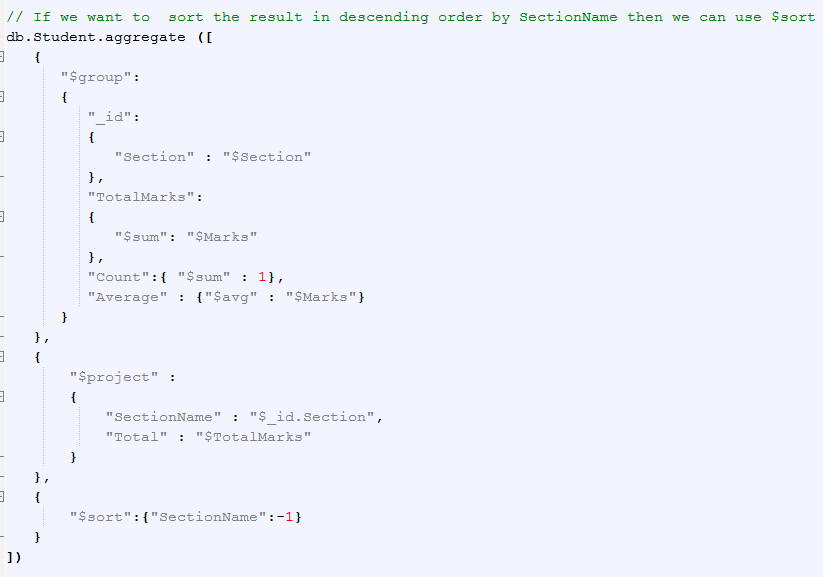 // If we want to  sort the result in descending order by SectionName then we can use $sort
db.Student.aggregate ([
{
"$group":
{
"_id":
{
"Section" : "$Section"
},
"TotalMarks":
{
"$sum": "$Marks"
},
"Count":{ "$sum" : 1},
"Average" : {"$avg" : "$Marks"}
}
},
{
"$project" :
{
"SectionName" : "$_id.Section",
"Total" : "$TotalMarks"
}
},
{
"$sort":{"SectionName":-1}
}
])